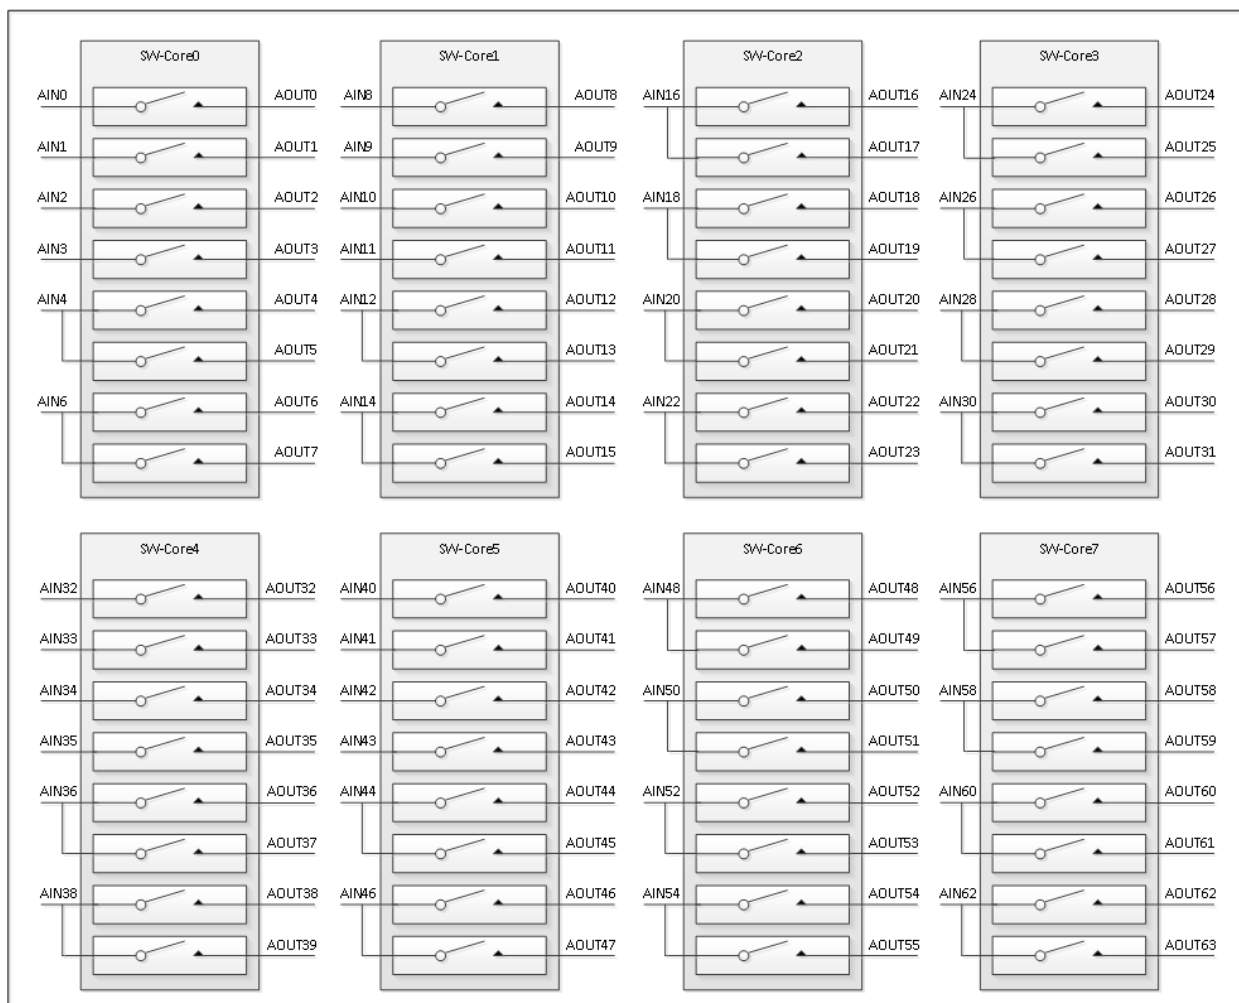 SW-Core0 SW-Core1 SW-Core2 SW-Core3
AIN0 AOUT0 AIN8 AOUT8 AIN16 AOUT16 AIN24 AOUT24
AIN1 AOUT1 AIN9 AOUT9 AOUT17 AOUT25
AIN2 AOUT2 AIN10 AOUT10 AIN18 AOUT18 AIN26 AOUT26
AIN3 AOUT3 AIN11 AOUT11 AOUT19 AOUT27
AIN4 AOUT4 AIN12 AOUT12 AIN20 AOUT20 AIN28 AOUT28
AOUT5 AOUT13 AOUT21 AOUT29
AIN6 AOUT6 AIN14 AOUT14 AIN22 AOUT22 AIN30 AOUT30
AOUT7 AOUT15 AOUT23 AOUT31
SW-Core4 SW-Core5 SW-Core6 SW-Core7
AIN32 AOUT32 AIN40 AOUT40 AIN48 AOUT48 AIN56 AOUT56
AIN33 AOUT33 AIN41 AOUT41 AOUT49 AOUT57
AIN34 AOUT34 AIN42 AOUT42 AIN50 AOUT50 AIN58 AOUT58
AIN35 AOUT35 AIN43 AOUT43 AOUT51 AOUT59
AIN36 AOUT36 AIN44 AOUT44 AIN52 AOUT52 AIN60 AOUT60
AOUT37 AOUT45 AOUT53 AOUT61
AIN38 AOUT38 AIN46 AOUT46 AIN54 AOUT54 AIN62 AOUT62
AOUT39 AOUT47 AOUT55 AOUT63